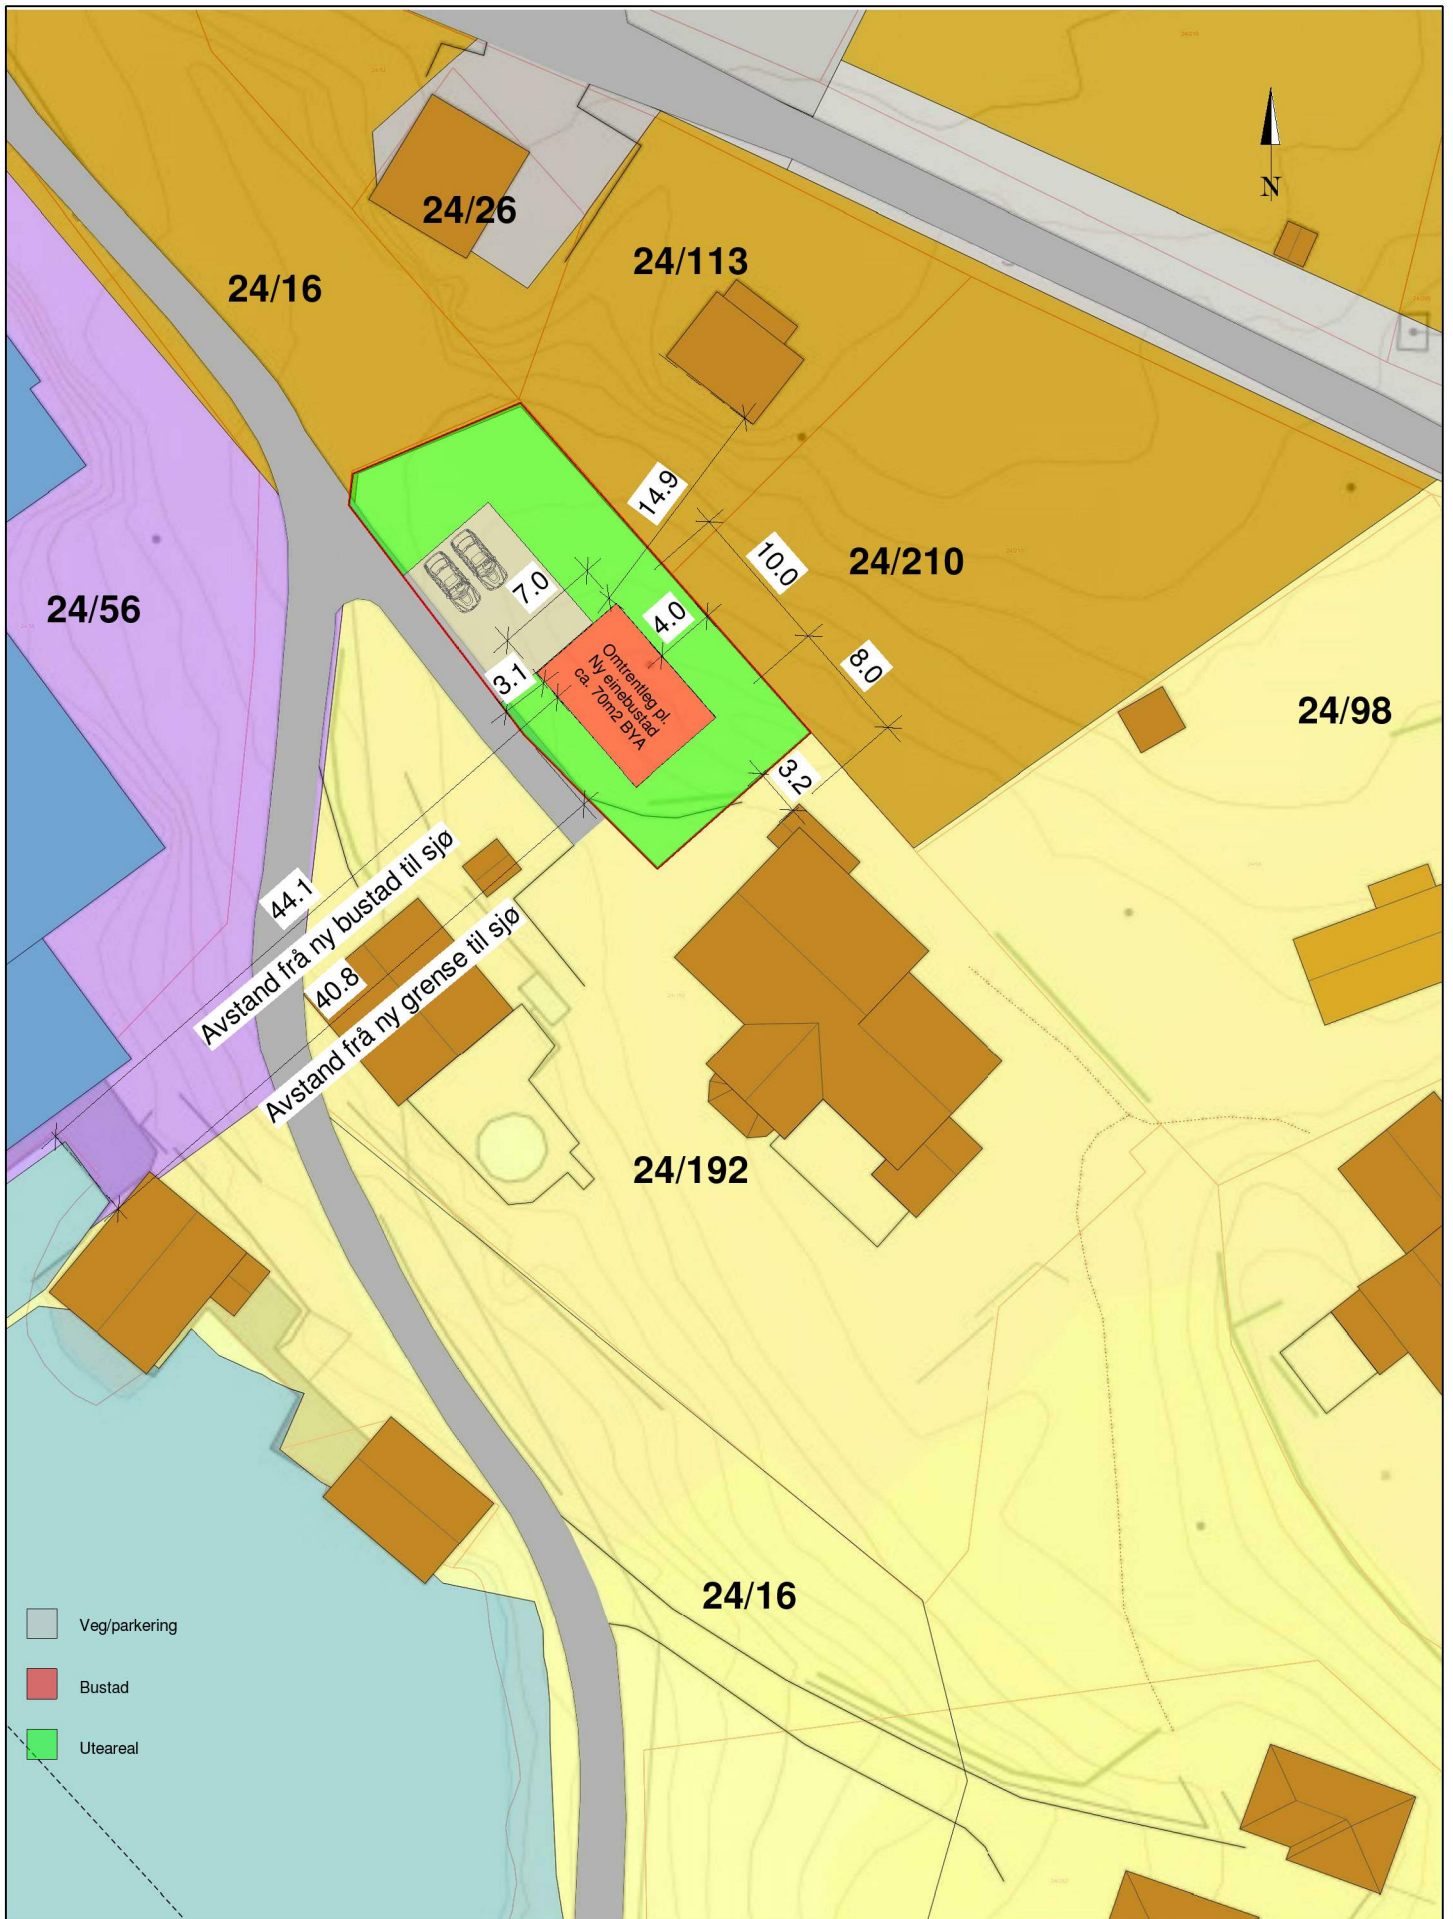 N
24/26
24/113
24/16
14.9
10.0
24/210
24/56
7.0
4.0
8.0
3.1
Omtrentleg pl.
Ny einebustad
ca. 70m2 BYA
24/98
3.2
44.1
Avstand frå ny bustad til sjø
40.8
Avstand frå ny grense til sjø
24/192
24/16
Veg/parkering
Bustad
Uteareal